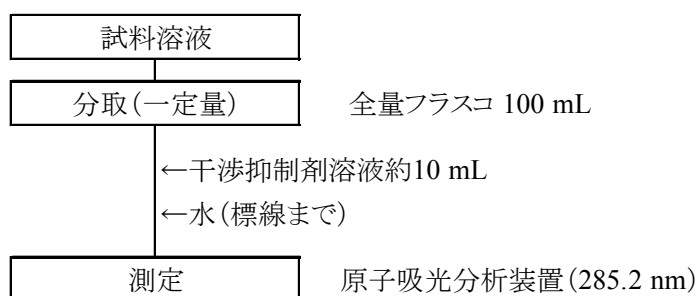 試料溶液
分取（一定量） 全量フラスコ 100 mL
←干渉抑制剤溶液約10 mL
←水（標線まで）
測定 原子吸光分析装置（285.2 nm）